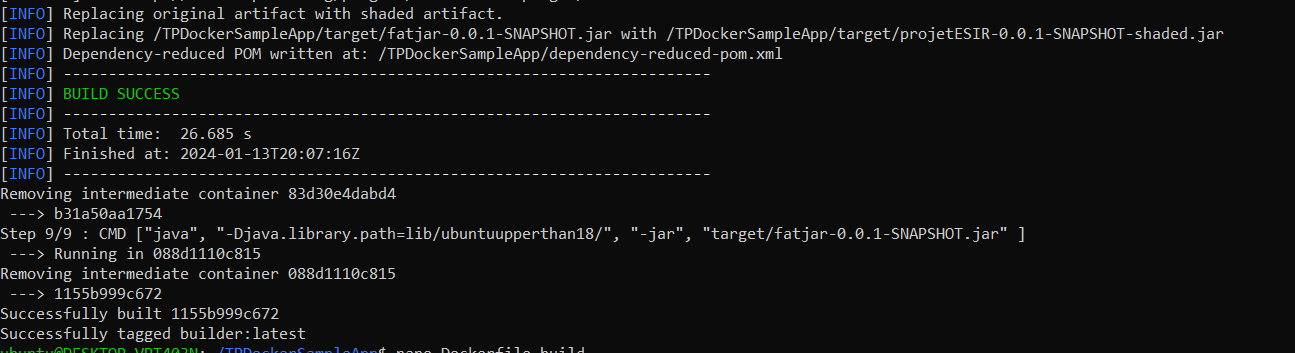 [INFO] Replacing original artifact with shaded artifact.
[INFO] Replacing /TPDockerSampleApp/target/fatjar-0.0.1-SNAPSHOT.jar with /TPDockerSampleApp/target/projetESIR-0.0.1-SNAPSHOT-shaded.jar
[INFO] Dependency-reduced POM written at: /TPDockerSampleApp/dependency-reduced-pom.xml
[INFO] ------------------------------------------------------------------------
[INFO] BUILD SUCCESS
[INFO] ------------------------------------------------------------------------
[INFO] Total time:  26.685 s
[INFO] Finished at: 2024-01-13T20:07:16Z
[INFO] ------------------------------------------------------------------------
Removing intermediate container 83d30e4dabd4
 ---> b31a50aa1754
Step 9/9 : CMD ["java", "-Djava.library.path=lib/ubuntuupperthan18/", "-jar", "target/fatjar-0.0.1-SNAPSHOT.jar" ]
 ---> Running in 088d1110c815
Removing intermediate container 088d1110c815
 ---> 1155b999c672
Successfully built 1155b999c672
Successfully tagged builder:latest
nano Dockerfile.build